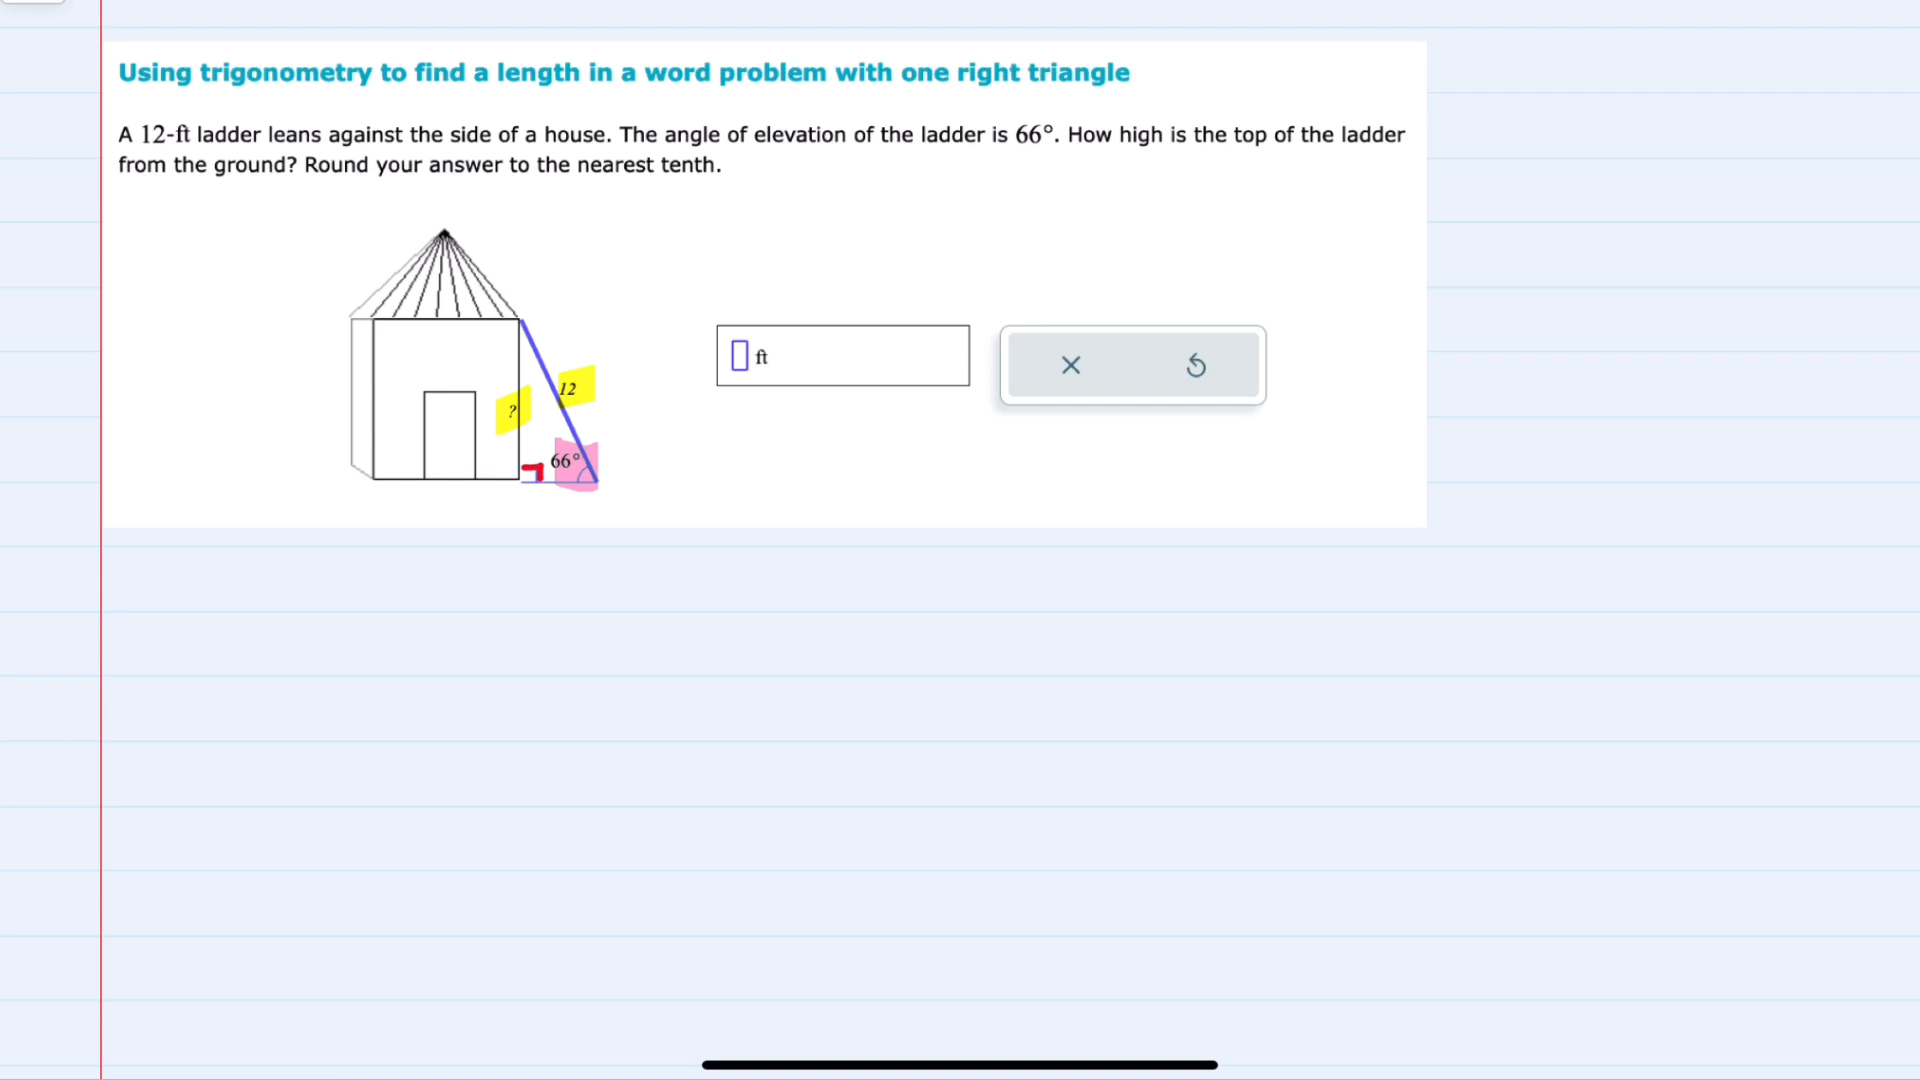 Using trigonometry to find a length in a word problem with one right triangle
A 12-ft ladder leans against the side of a house. The angle of elevation of the ladder is 66°. How high is the top of the ladder
from the ground? Round your answer to the nearest tenth.
12
?
66°
ft